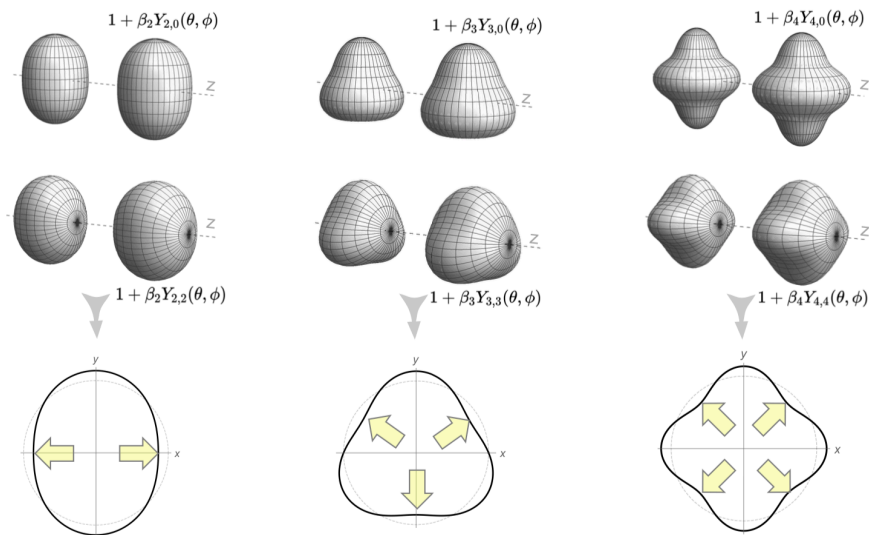 1 + β₂Y₂,₀(θ, ϕ)
1 + β₃Y₃,₀(θ, ϕ)
1 + β₄Y₄,₀(θ, ϕ)
Z
Z
Z
Z
Z
Z
1 + β₂Y₂,₂(θ, ϕ)
1 + β₃Y₃,₃(θ, ϕ)
1 + β₄Y₄,₄(θ, ϕ)
y
y
y
x
x
x